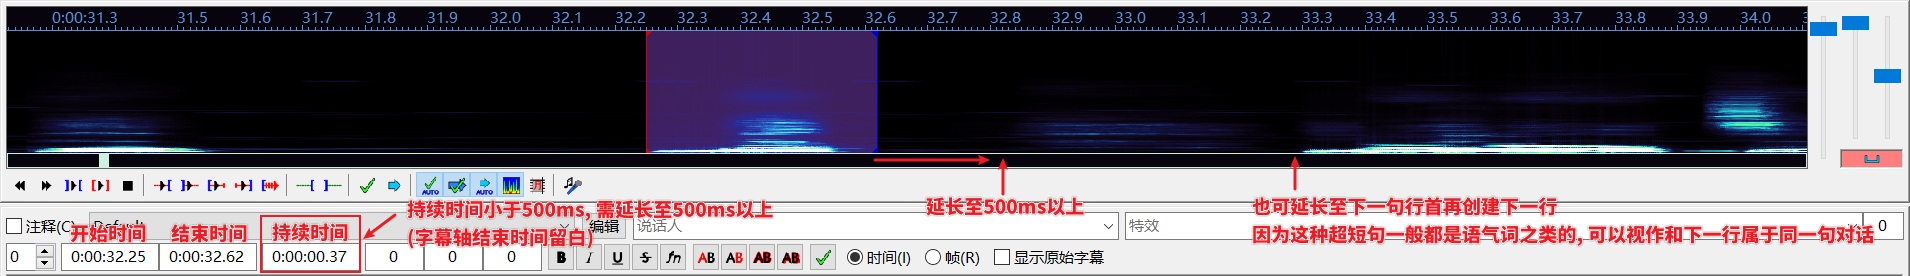 0:00:31.3 31.5 31.6 31.7 31.8 31.9 32.0 32.1 32.2 32.3 32.4 32.5 32.6 32.7 32.8 32.9 33.0 33.1 33.2 33.3 33.4 33.5 33.6 33.7 33.8 33.9 34.0
AUTO AUTO
持续时间小于500ms, 需延长至500ms以上
(字幕轴结束时间留白)
延长至500ms以上
也可延长至下一句行首再创建下一行
因为这种超短句一般都是语气词之类的, 可以视作和下一行属于同一句对话
注释(C) Default 编辑 说话人 特效 0
开始时间 结束时间 持续时间
0 0:00:32.25 0:00:32.62 0:00:00.37 0 0 0 B I U S fn AB AB AB AB 时间(I) 帧(R) 显示原始字幕